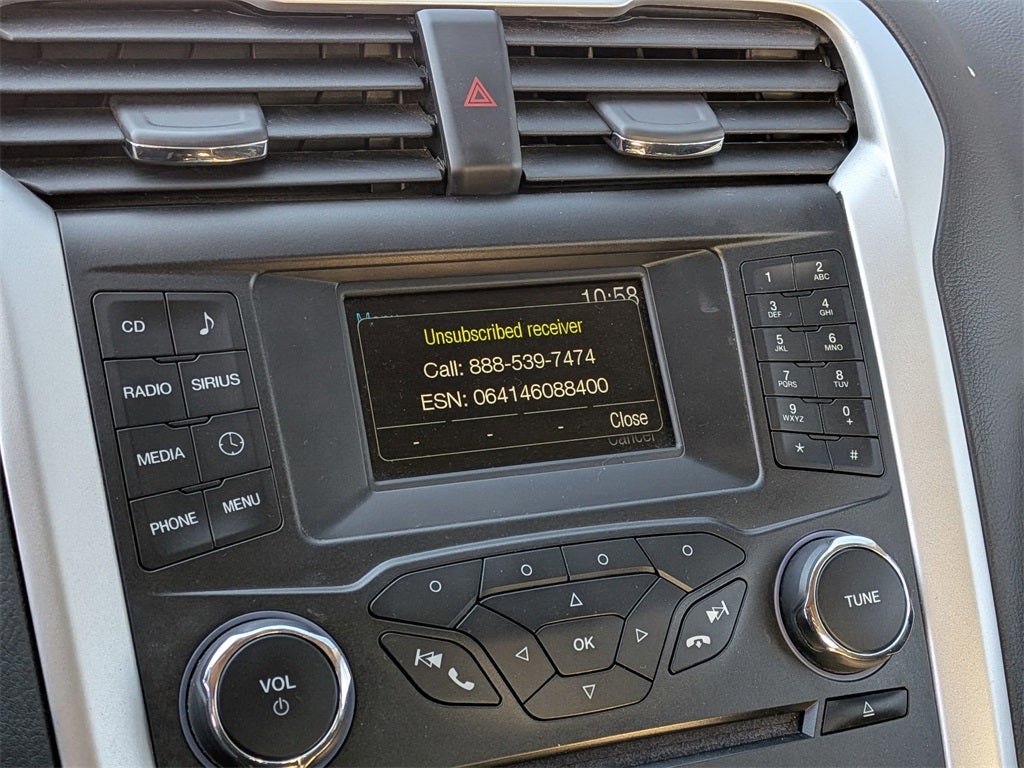 10:58
Menu
Unsubscribed receiver
Call: 888-539-7474
ESN: 064146088400
- - - Close
Cancel
CD
RADIO SIRIUS
MEDIA
PHONE MENU
1 2 ABC
3 DEF 4 GHI
5 JKL 6 MNO
7 PQRS 8 TUV
9 WXYZ 0 +
* #
OK
VOL
TUNE